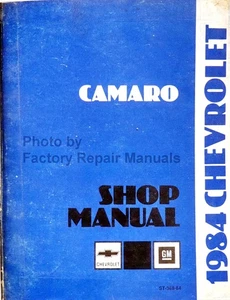 CAMARO
Photo by
Factory Repair Manuals
SHOP
MANUAL
CHEVROLET
GM
1984 CHEVROLET